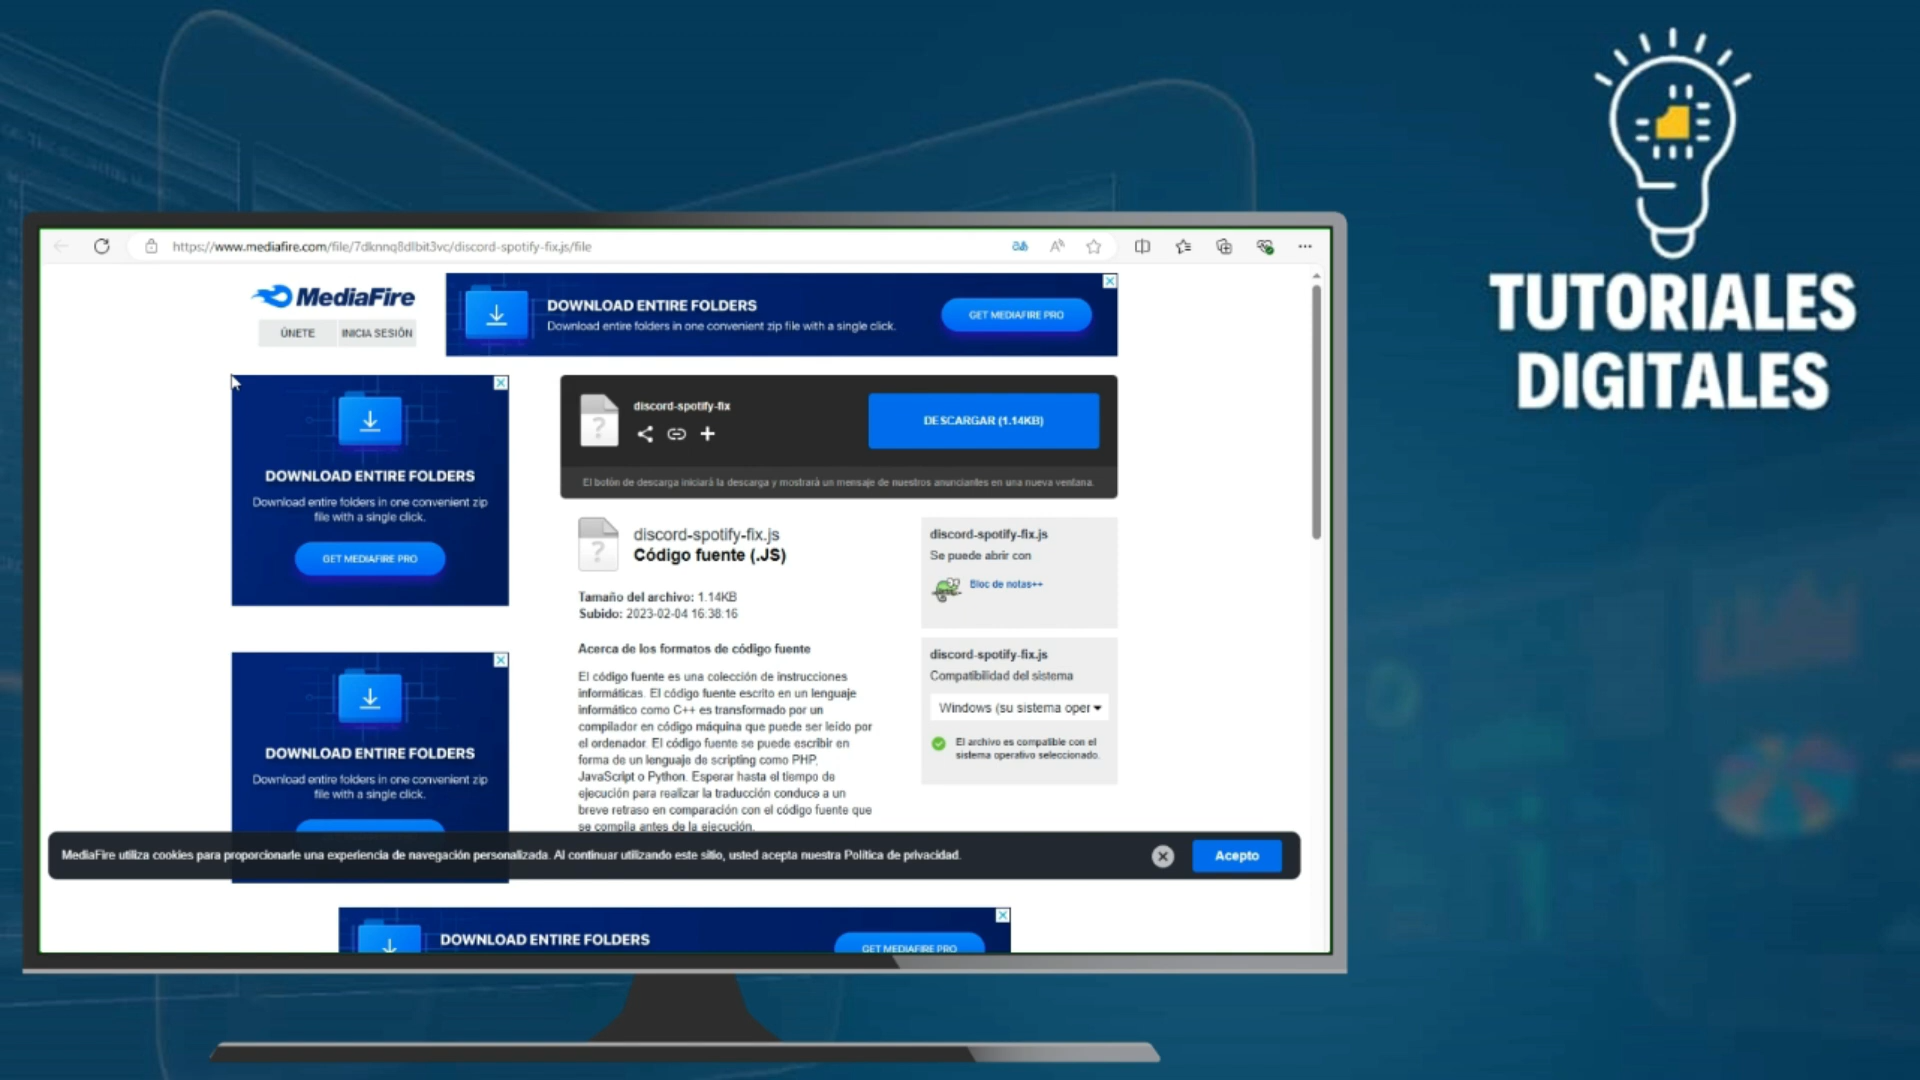 https://www.mediafire.com/file/7dknnq8dlbit3vc/discord-spotify-fix.js/file
MediaFire
ÚNETE
INICIA SESIÓN
DOWNLOAD ENTIRE FOLDERS
Download entire folders in one convenient zip file with a single click.
GET MEDIAFIRE PRO
DOWNLOAD ENTIRE FOLDERS
Download entire folders in one convenient zip
file with a single click.
GET MEDIAFIRE PRO
DOWNLOAD ENTIRE FOLDERS
Download entire folders in one convenient zip
file with a single click.
discord-spotify-fix
DESCARGAR (1.14KB)
El botón de descarga iniciará la descarga y mostrará un mensaje de nuestros anunciantes en una nueva ventana.
discord-spotify-fix.js
Código fuente (.JS)
Tamaño del archivo: 1.14KB
Subido: 2023-02-04 16:38:16
Acerca de los formatos de código fuente
El código fuente es una colección de instrucciones
informáticas. El código fuente escrito en un lenguaje
informático como C++ es transformado por un
compilador en código máquina que puede ser leído por
el ordenador. El código fuente se puede escribir en
forma de un lenguaje de scripting como PHP,
JavaScript o Python. Esperar hasta el tiempo de
ejecución para realizar la traducción conduce a un
breve retraso en comparación con el código fuente que
se compila antes de la ejecución.
discord-spotify-fix.js
Se puede abrir con
Bloc de notas++
discord-spotify-fix.js
Compatibilidad del sistema
Windows (su sistema oper
El archivo es compatible con el
sistema operativo seleccionado.
MediaFire utiliza cookies para proporcionarle una experiencia de navegación personalizada. Al continuar utilizando este sitio, usted acepta nuestra Política de privacidad.
Acepto
DOWNLOAD ENTIRE FOLDERS
GET MEDIAFIRE PRO
TUTORIALES
DIGITALES